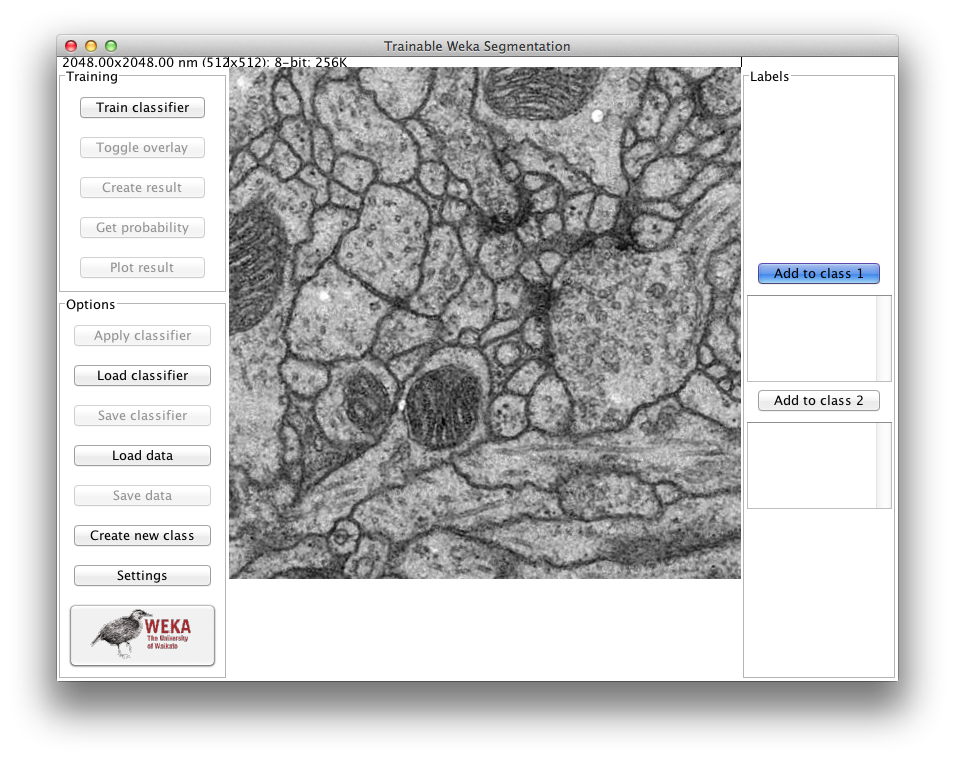 Trainable Weka Segmentation
2048.00x2048.00 nm (512x512); 8-bit; 256K
Training
Train classifier
Toggle overlay
Create result
Get probability
Plot result
Options
Apply classifier
Load classifier
Save classifier
Load data
Save data
Create new class
Settings
WEKA
The University
of Waikato
Labels
Add to class 1
Add to class 2